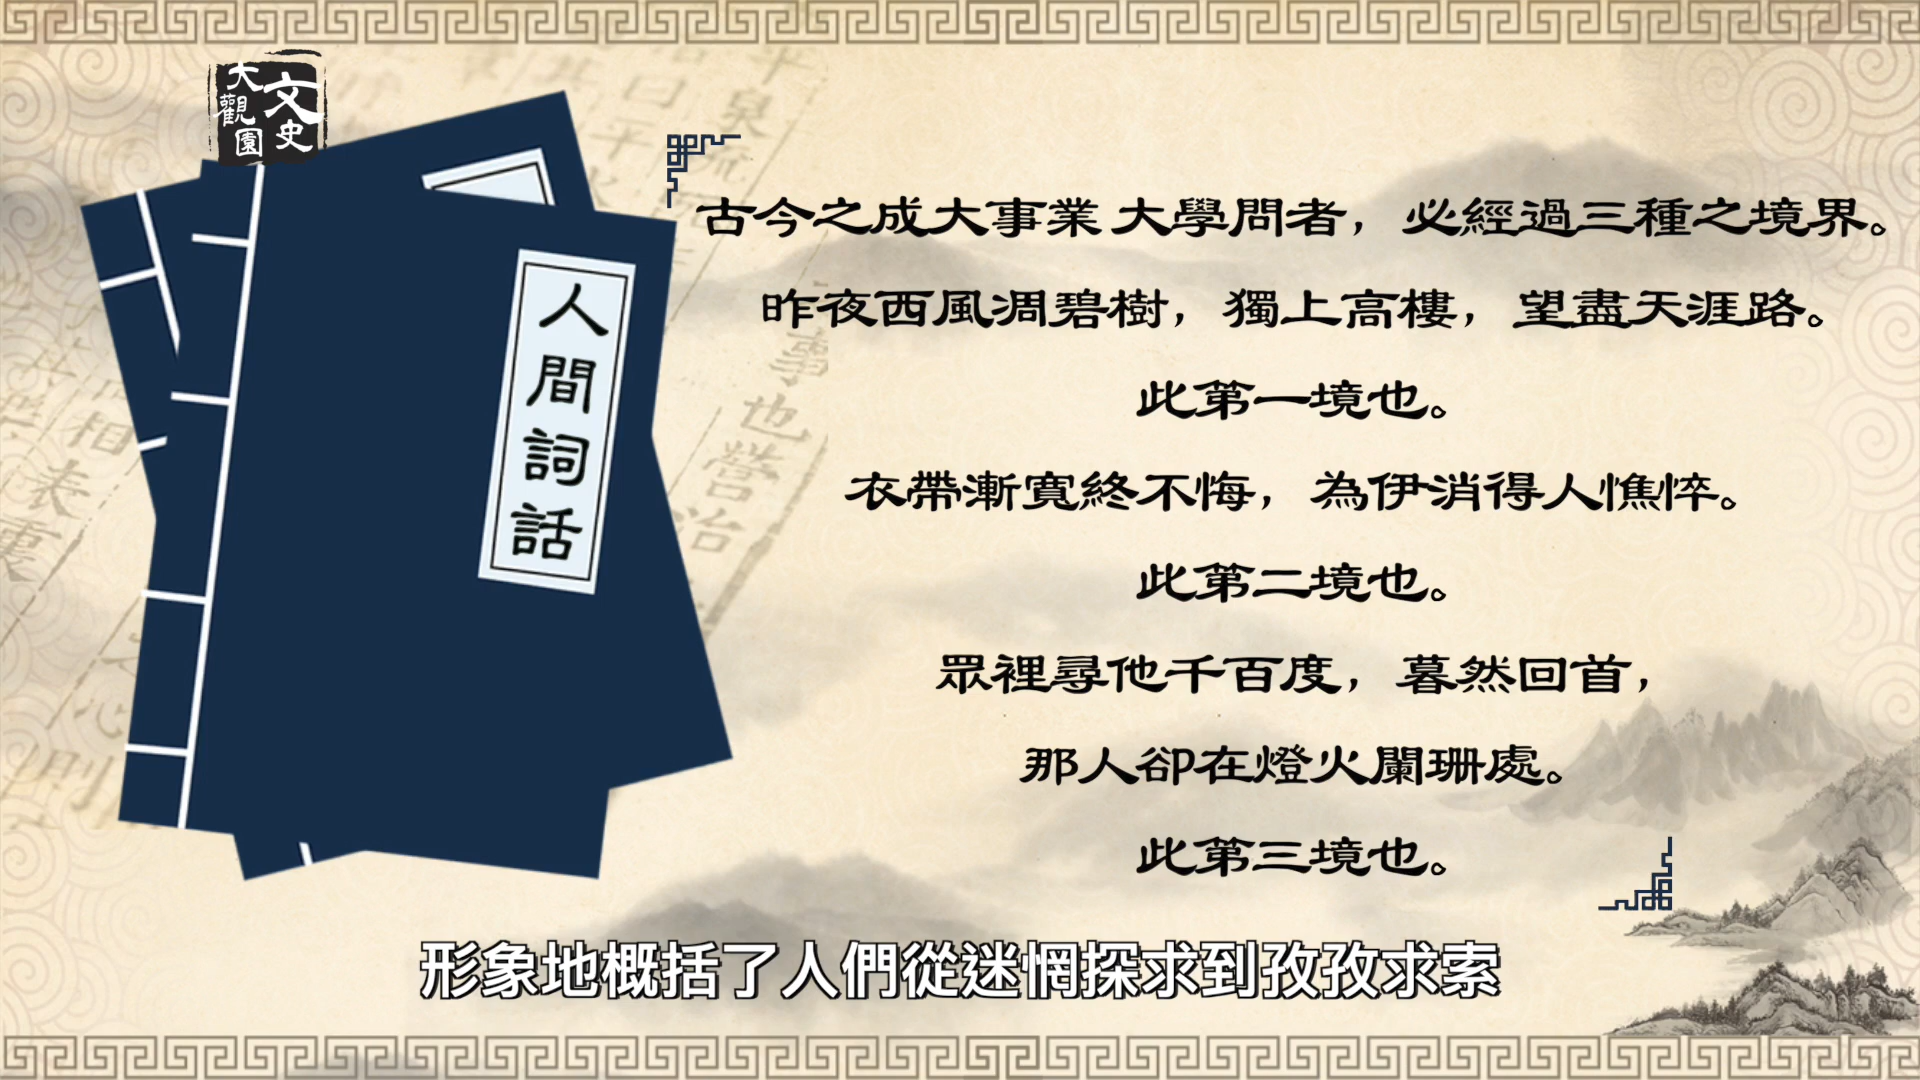 文史
大觀園
人間詞話
古今之成大事業 大學問者，必經過三種之境界。
昨夜西風凋碧樹，獨上高樓，望盡天涯路。
此第一境也。
衣帶漸寬終不悔，為伊消得人憔悴。
此第二境也。
眾裡尋他千百度，暮然回首，
那人卻在燈火闌珊處。
此第三境也。
形象地概括了人們從迷惘探求到孜孜求索